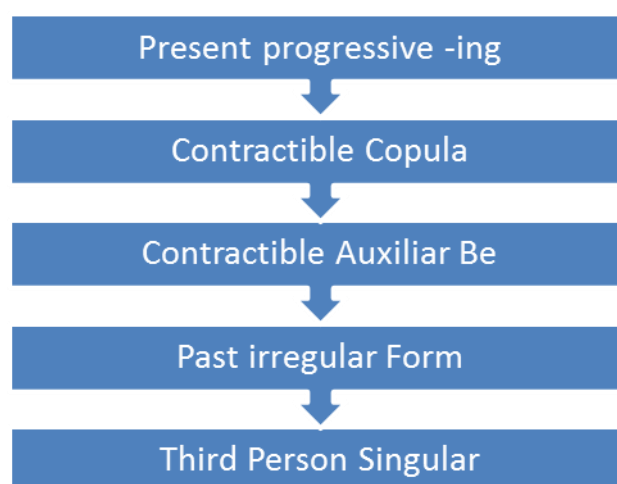 Present progressive -ing
Contractible Copula
Contractible Auxiliar Be
Past irregular Form
Third Person Singular